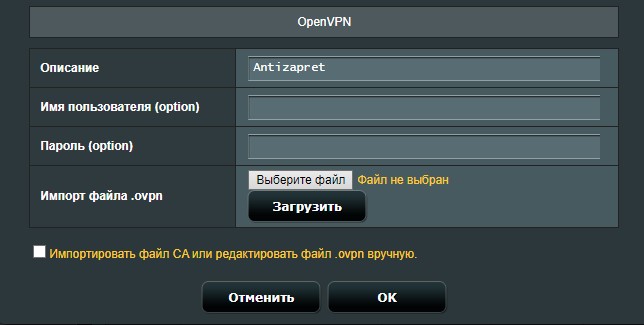 OpenVPN
Описание
Antizapret
Имя пользователя (option)
Пароль (option)
Импорт файла .ovpn
Выберите файл Файл не выбран
Загрузить
Импортировать файл CA или редактировать файл .ovpn вручную.
Отменить
OK